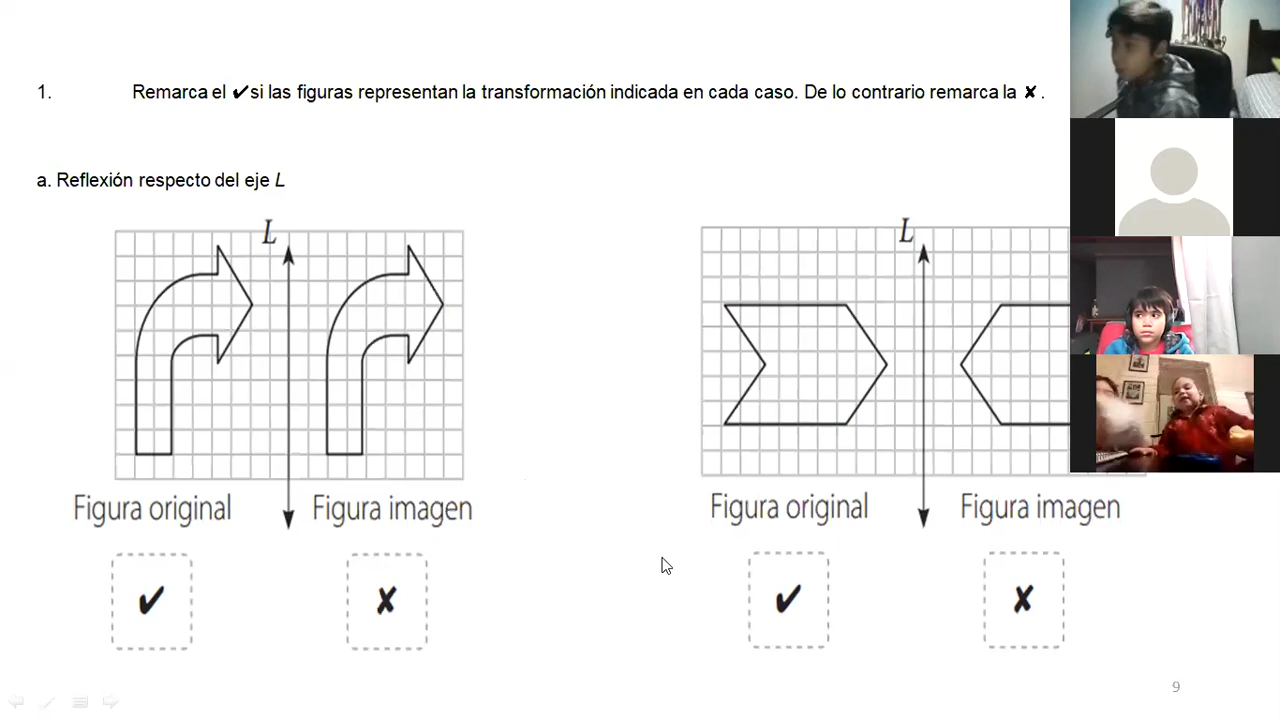 1. Remarca el ✔ si las figuras representan la transformación indicada en cada caso. De lo contrario remarca la ✘ .
a. Reflexión respecto del eje L
L
L
Figura original
Figura imagen
Figura original
Figura imagen
✔
✘
✔
✘
9